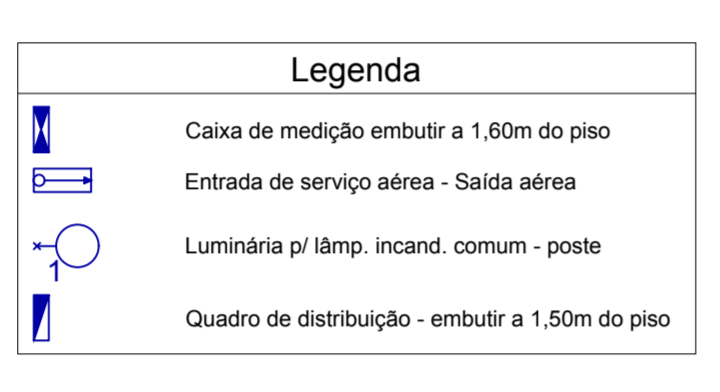 Legenda
Caixa de medição embutir a 1,60m do piso
Entrada de serviço aérea - Saída aérea
Luminária p/ lâmp. incand. comum - poste
1
Quadro de distribuição - embutir a 1,50m do piso